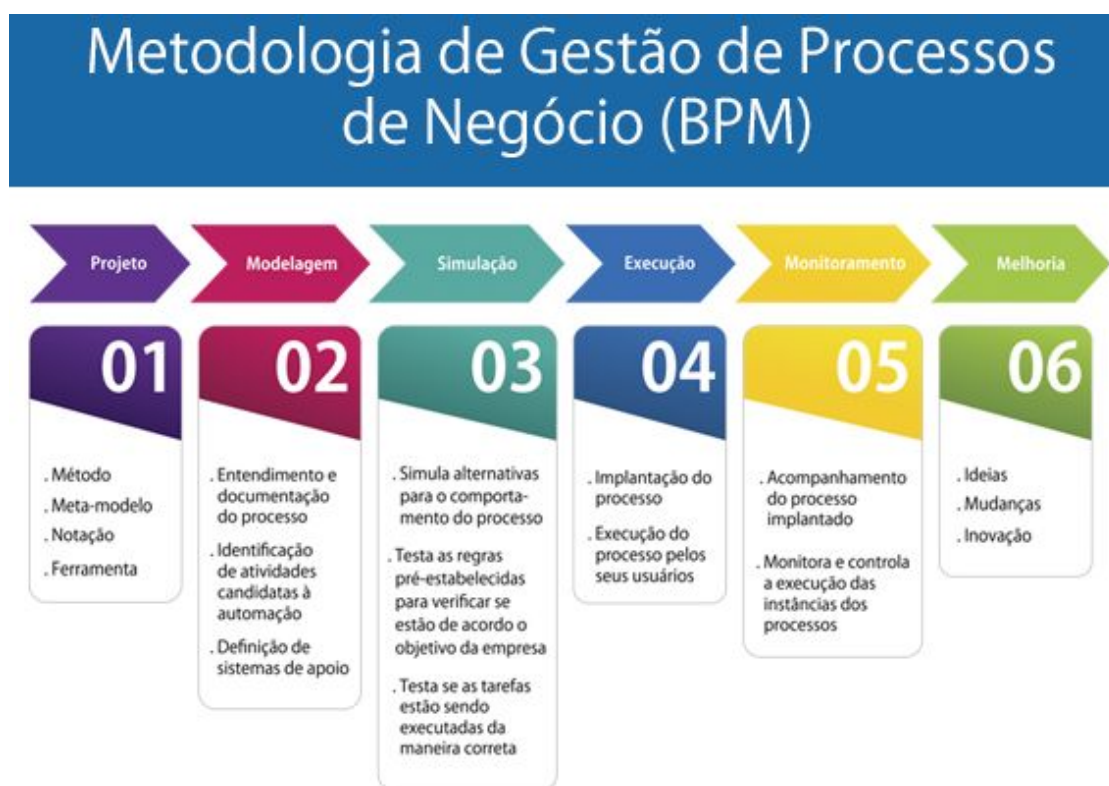 Metodologia de Gestão de Processos
de Negócio (BPM)
Projeto
Modelagem
Simulação
Execução
Monitoramento
Melhoria
01
. Método
. Meta-modelo
. Notação
. Ferramenta
02
. Entendimento e
documentação
do processo
. Identificação
de atividades
candidatas à
automação
. Definição de
sistemas de apoio
03
. Simula alternativas
para o comporta-
mento do processo
. Testa as regras
pré-estabelecidas
para verificar se
estão de acordo o
objetivo da empresa
. Testa se as tarefas
estão sendo
executadas da
maneira correta
04
. Implantação do
processo
. Execução do
processo pelos
seus usuários
05
. Acompanhamento
do processo
implantado
. Monitora e controla
a execução das
instâncias dos
processos
06
. Ideias
. Mudanças
. Inovação